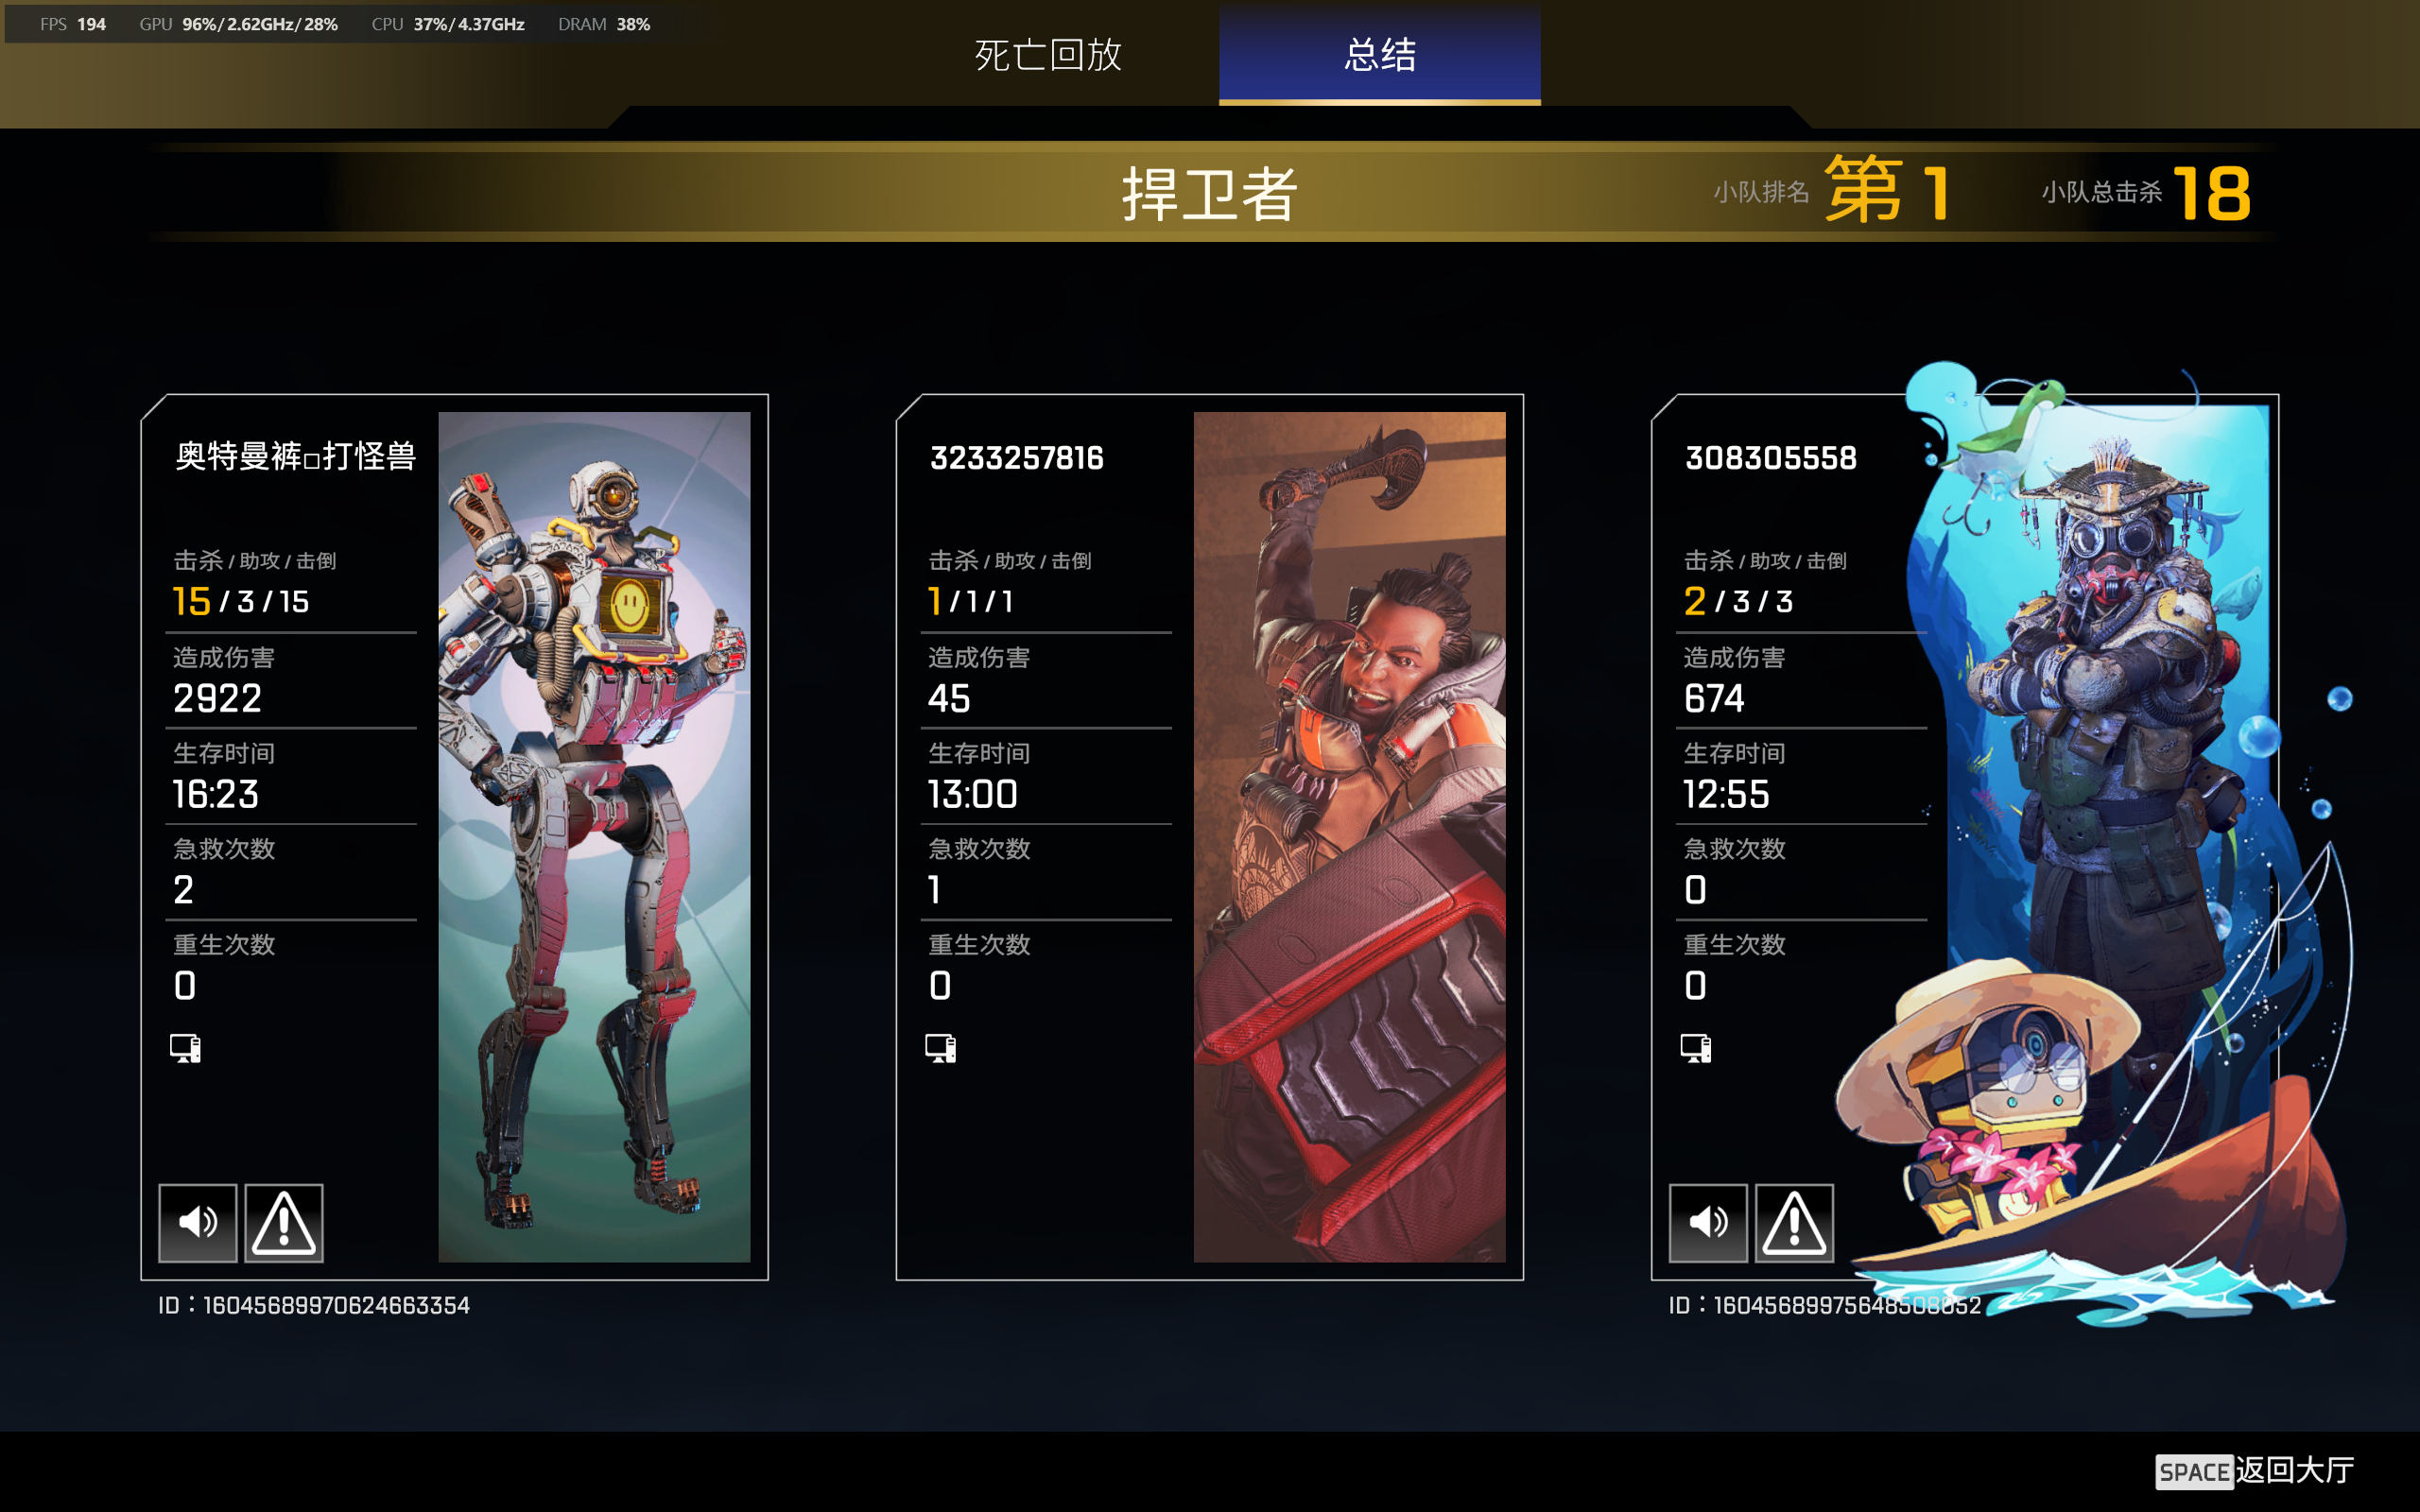 FPS 194 GPU 96%/2.62GHz/28% CPU 37%/4.37GHz DRAM 38%
死亡回放 总结
捍卫者
小队排名 第1 小队总击杀 18
奥特曼裤□打怪兽
击杀/助攻/击倒
15/3/15
造成伤害
2922
生存时间
16:23
急救次数
2
重生次数
0
ID：16045689970624663354
3233257816
击杀/助攻/击倒
1/1/1
造成伤害
45
生存时间
13:00
急救次数
1
重生次数
0
308305558
击杀/助攻/击倒
2/3/3
造成伤害
674
生存时间
12:55
急救次数
0
重生次数
0
ID：16045689975648508052
SPACE 返回大厅